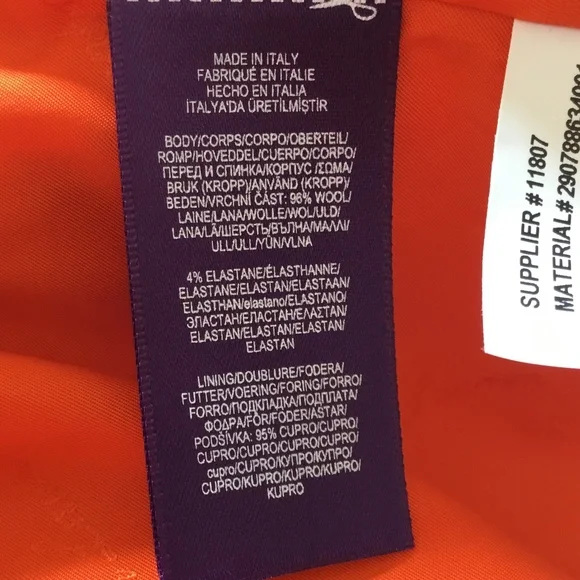 MADE IN ITALY
FABRIQUÉ EN ITALIE
HECHO EN ITALIA
İTALYA'DA ÜRETİLMİŞTİR
BODY/CORPS/CORPO/OBERTEIL/
ROMP/HOVEDDEL/CUERPO/CORPO/
ПЕРЕД И СПИНКА/КОРПУС /ΣΩΜΑ/
BRUK (KROPP)/ANVÄND (KROPP)/
BEDEN/VRCHNÍ ČÁST: 96% WOOL/
LAINE/LANA/WOLLE/WOL/ULD/
LANA/LÃ/ШЕРСТЬ/ВЪЛНА/ΜΑΛΛΙ/
ULL/ULL/YÜN/VLNA
4% ELASTANE/ÉLASTHANNE/
ELASTANE/ELASTAN/ELASTAAN/
ELASTHAN/elastano/ELASTANO/
ЭЛАСТАН/ЕЛАСТАН/ΕΛΑΣΤΑΝ/
ELASTAN/ELASTAN/ELASTAN/
ELASTAN
LINING/DOUBLURE/FODERA/
FUTTER/VOERING/FORING/FORRO/
FORRO/ПОДКЛАДКА/ПОДПЛАТА/
ΦΟΔΡΑ/FÔR/FODER/ASTAR/
PODŠÍVKA: 95% CUPRO/CUPRO/
CUPRO/CUPRO/CUPRO/CUPRO/
cupro/CUPRO/КУПРО/КУПРО/
CUPRO/KUPRO/KUPRO/KUPRO/
KUPRO
SUPPLIER # 11807
MATERIAL#